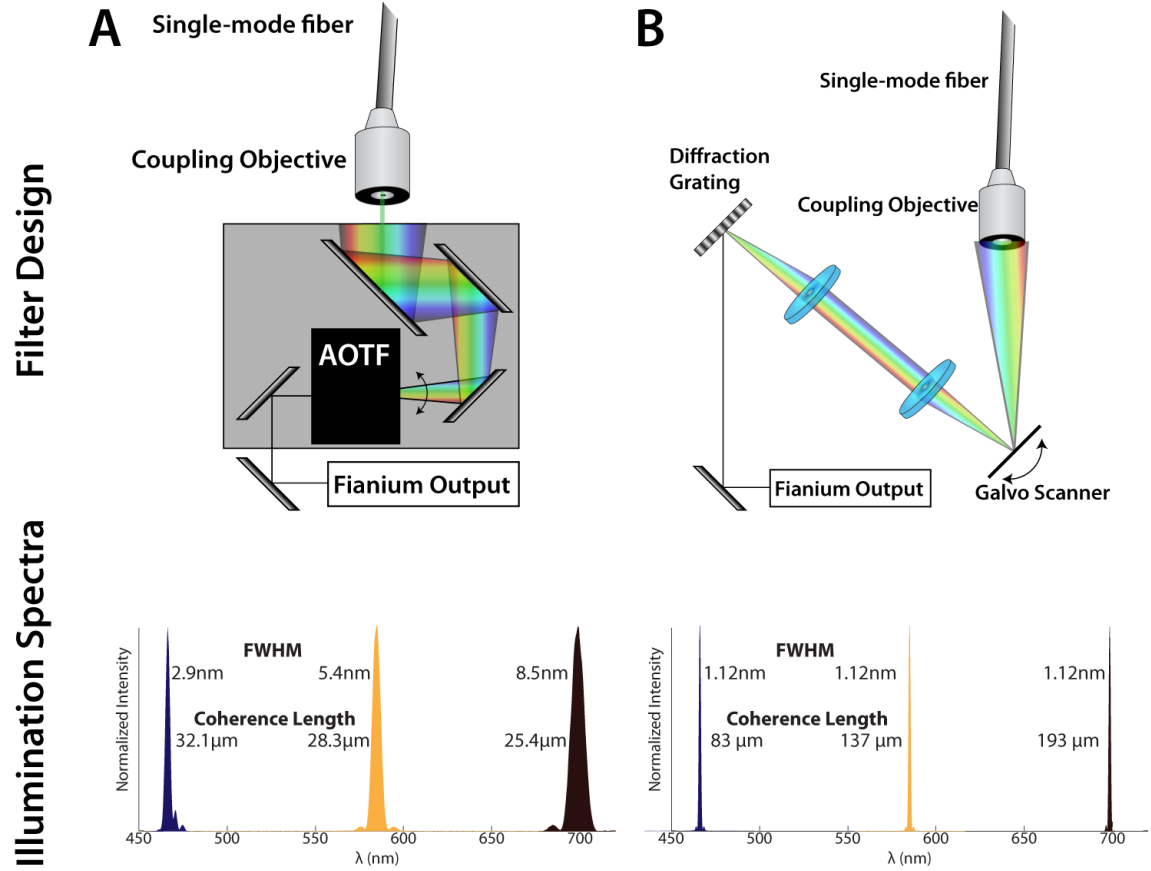 A
Single-mode fiber
Coupling Objective
AOTF
Fianium Output
B
Single-mode fiber
Diffraction
Grating
Coupling Objective
Fianium Output
Galvo Scanner
Filter Design
Illumination Spectra
Normalized Intensity
FWHM
2.9nm 5.4nm 8.5nm
Coherence Length
32.1µm 28.3µm 25.4µm
450 500 550 600 650 700
λ (nm)
Normalized Intensity
FWHM
1.12nm 1.12nm 1.12nm
Coherence Length
83 µm 137 µm 193 µm
450 500 550 600 650 700
λ (nm)